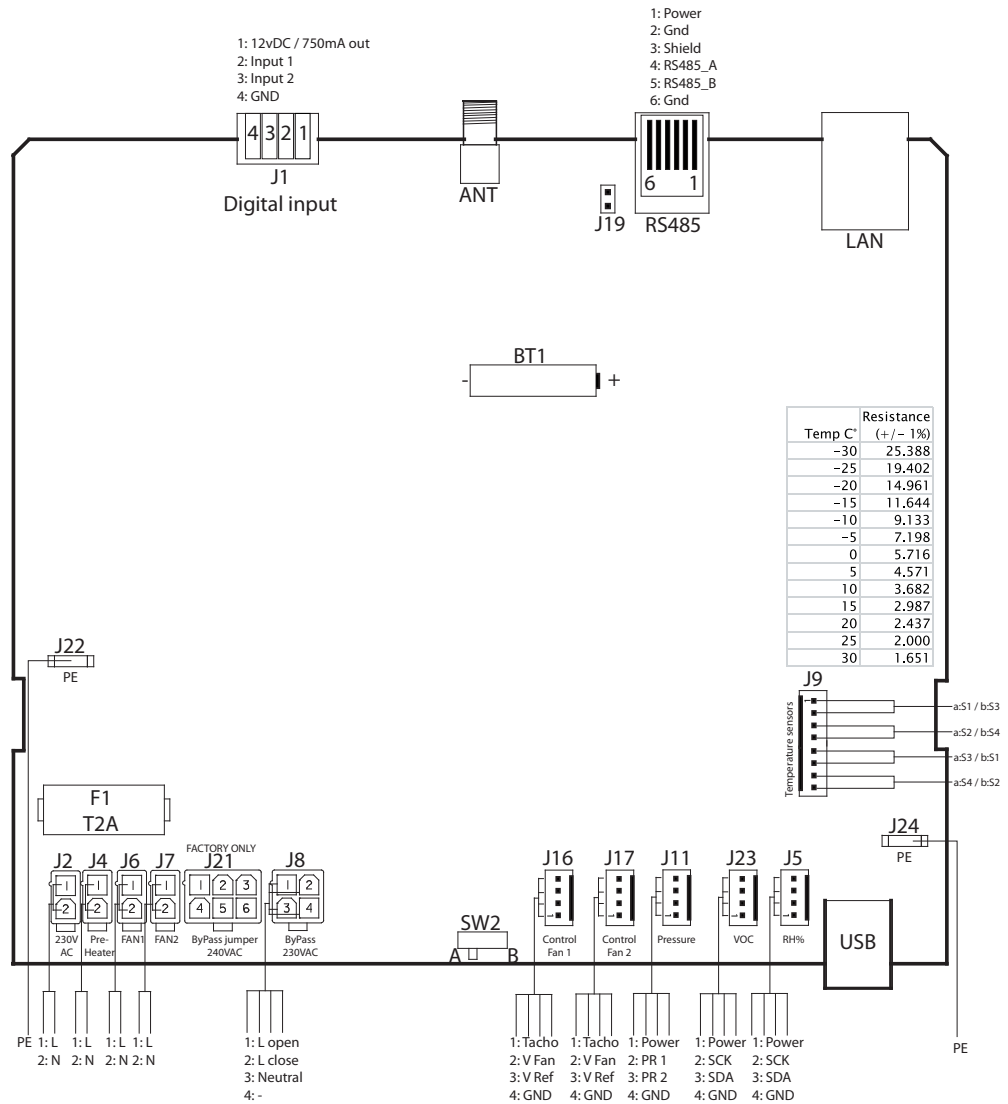 1: 12vDC / 750mA out
2: Input 1
3: Input 2
4: GND
4 3 2 1
J1
Digital input
ANT
1: Power
2: Gnd
3: Shield
4: RS485_A
5: RS485_B
6: Gnd
6 1
J19
RS485
LAN
BT1
- +
Temp C° Resistance (+/- 1%)
-30 25.388
-25 19.402
-20 14.961
-15 11.644
-10 9.133
-5 7.198
0 5.716
5 4.571
10 3.682
15 2.987
20 2.437
25 2.000
30 1.651
J22
PE
J9
1
Temperature sensors
a:S1 / b:S3
a:S2 / b:S4
a:S3 / b:S1
a:S4 / b:S2
F1
T2A
J24
PE
FACTORY ONLY
J2 J4 J6 J7 J21 J8
1 1 1 1 1 2 3 1 2
2 2 2 2 4 5 6 3 4
230V AC
Pre-Heater
FAN1
FAN2
ByPass jumper
240VAC
ByPass
230VAC
SW2
A B
J16 J17 J11 J23 J5
1 1 1 1 1
Control Fan 1
Control Fan 2
Pressure
VOC
RH%
USB
PE
1: L
2: N
1: L
2: N
1: L
2: N
1: L
2: N
1: L open
2: L close
3: Neutral
4: -
1: Tacho
2: V Fan
3: V Ref
4: GND
1: Tacho
2: V Fan
3: V Ref
4: GND
1: Power
2: PR 1
3: PR 2
4: GND
1: Power
2: SCK
3: SDA
4: GND
1: Power
2: SCK
3: SDA
4: GND
PE